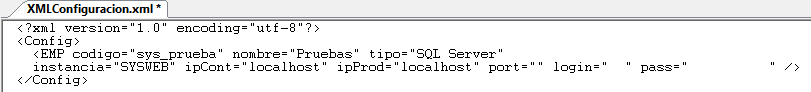 XMLConfiguracion.xml *
<?xml version="1.0" encoding="utf-8"?>
<Config>
<EMP codigo="sys_prueba" nombre="Pruebas" tipo="SQL Server"
instancia="SYSWEB" ipCont="localhost" ipProd="localhost" port="" login="  " pass="          " />
</Config>